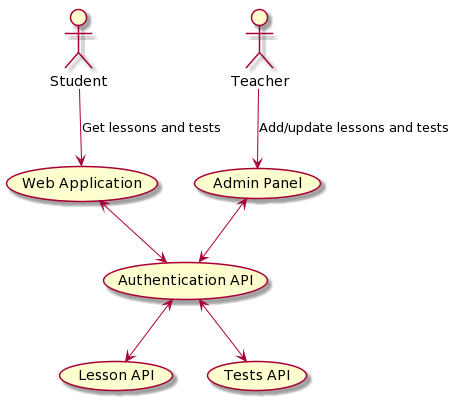 Student
Teacher
Get lessons and tests
Add/update lessons and tests
Web Application
Admin Panel
Authentication API
Lesson API
Tests API